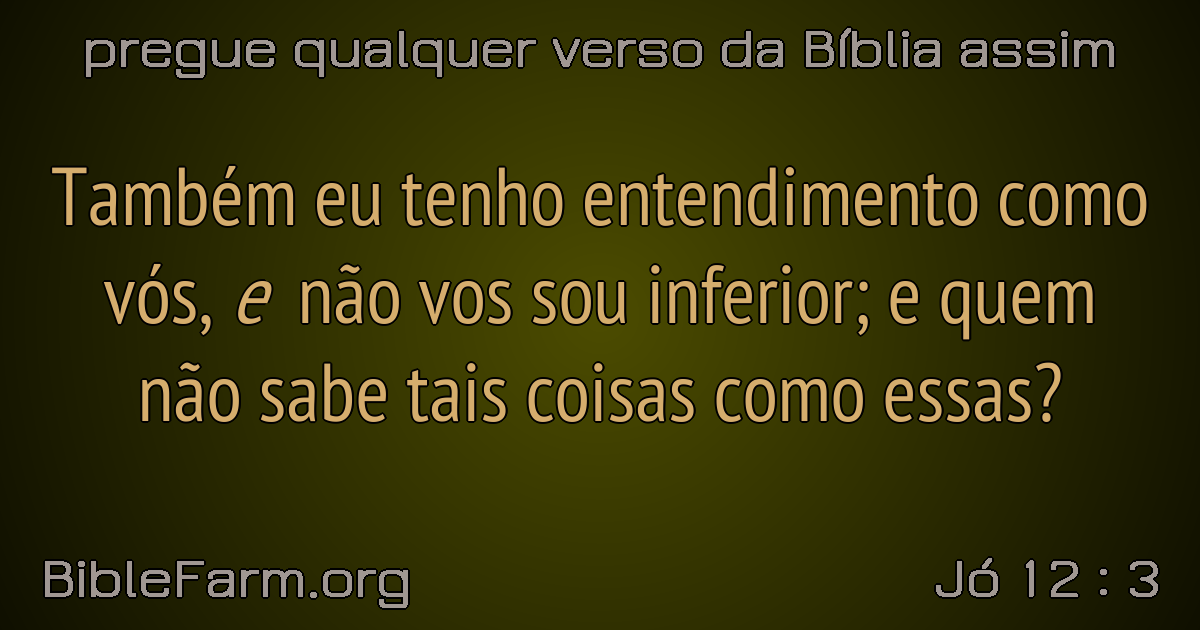 pregue qualquer verso da Bíblia assim
Também eu tenho entendimento como
vós, e não vos sou inferior; e quem
não sabe tais coisas como essas?
BibleFarm.org
Jó 12 : 3